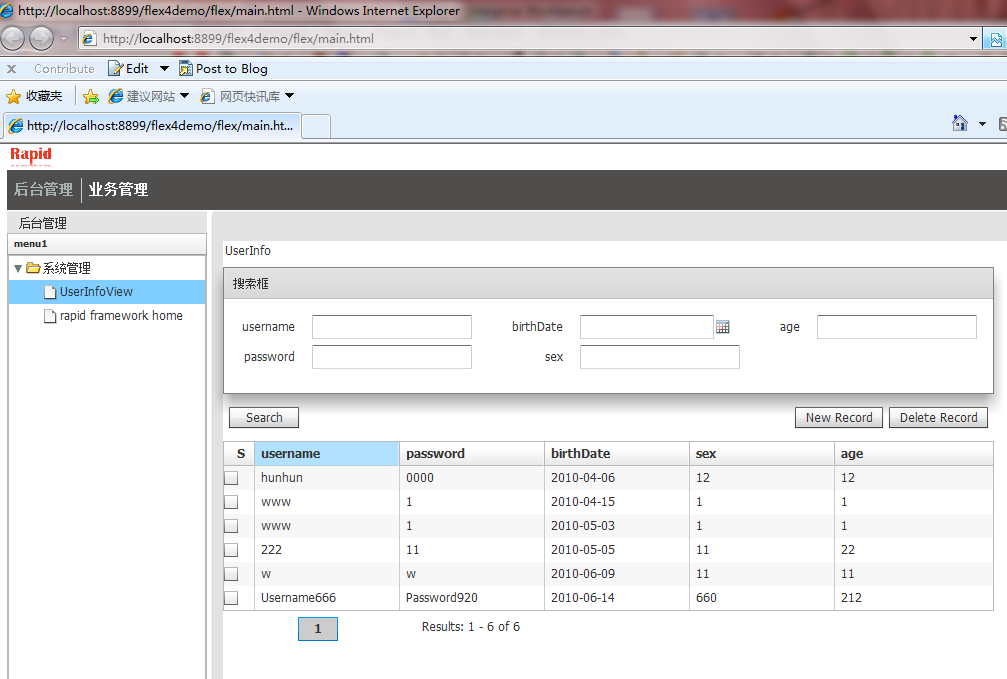 http://localhost:8899/flex4demo/flex/main.html - Windows Internet Explorer
http://localhost:8899/flex4demo/flex/main.html
x Contribute Edit Post to Blog
收藏夹 建议网站 网页快讯库
http://localhost:8899/flex4demo/flex/main.ht...
Rapid
后台管理 业务管理
后台管理
menu1
系统管理
UserInfoView
rapid framework home
UserInfo
搜索框
username birthDate age
password sex
Search New Record Delete Record
S username password birthDate sex age
hunhun 0000 2010-04-06 12 12
www 1 2010-04-15 1 1
www 1 2010-05-03 1 1
222 11 2010-05-05 11 22
w w 2010-06-09 11 11
Username666 Password920 2010-06-14 660 212
1 Results: 1 - 6 of 6